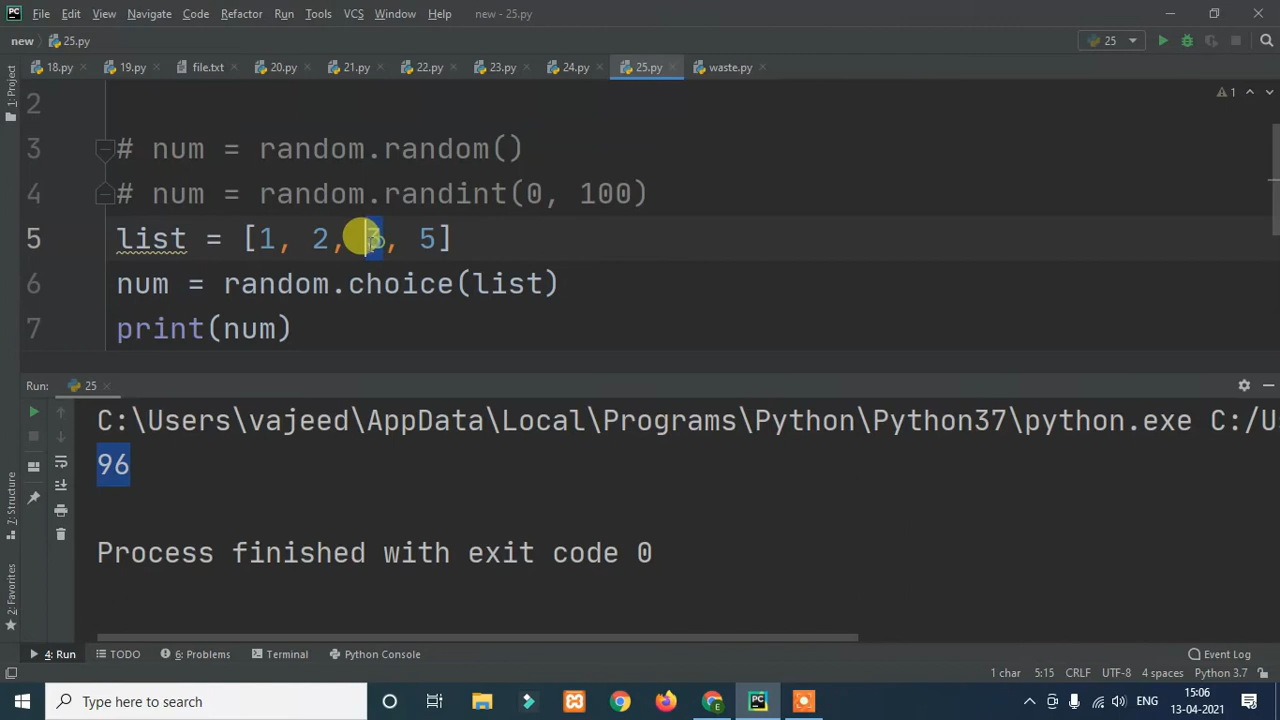 File Edit View Navigate Code Refactor Run Tools VCS Window Help new - 25.py
new 25.py 25
18.py 19.py file.txt 20.py 21.py 22.py 23.py 24.py 25.py waste.py
1: Project
1
2
3 # num = random.random()
4 # num = random.randint(0, 100)
5 list = [1, 2, 3, 5]
6 num = random.choice(list)
7 print(num)
Run: 25
C:\Users\vajeed\AppData\Local\Programs\Python\Python37\python.exe C:/U
96
Process finished with exit code 0
7: Structure
2: Favorites
4: Run TODO 6: Problems Terminal Python Console Event Log
1 char 5:15 CRLF UTF-8 4 spaces Python 3.7
Type here to search
ENG
15:06
13-04-2021